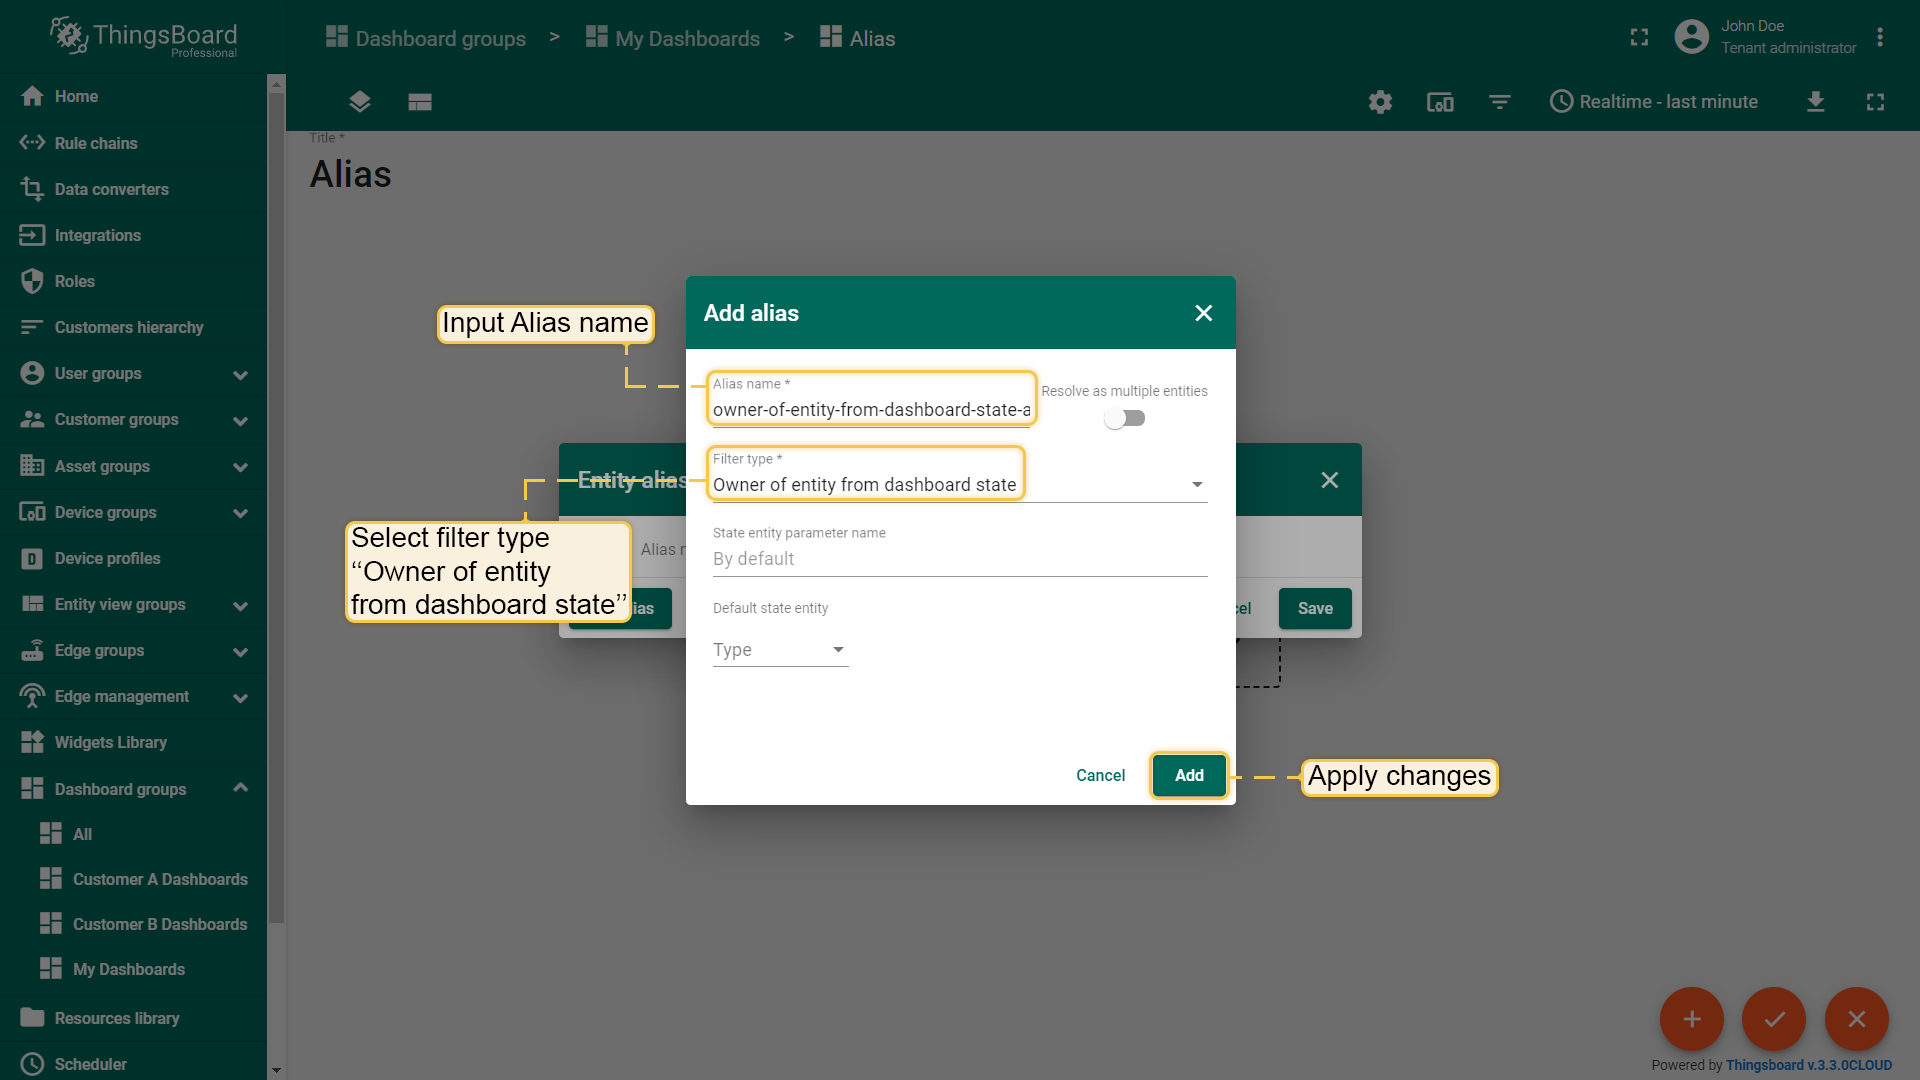 ThingsBoard
Professional
Dashboard groups > My Dashboards > Alias
John Doe
Tenant administrator
Realtime - last minute
Home
Rule chains
Data converters
Integrations
Roles
Customers hierarchy
User groups
Customer groups
Asset groups
Device groups
Device profiles
Entity view groups
Edge groups
Edge management
Widgets Library
Dashboard groups
All
Customer A Dashboards
Customer B Dashboards
My Dashboards
Resources library
Scheduler
Title *
Alias
Input Alias name
Add alias
Alias name *
owner-of-entity-from-dashboard-state-a
Resolve as multiple entities
Filter type *
Owner of entity from dashboard state
Entity alias
Select filter type
“Owner of entity
from dashboard state”
Alias n
ias
State entity parameter name
By default
Default state entity
Type
cel
Save
Cancel
Add
Apply changes
Powered by Thingsboard v.3.3.0CLOUD